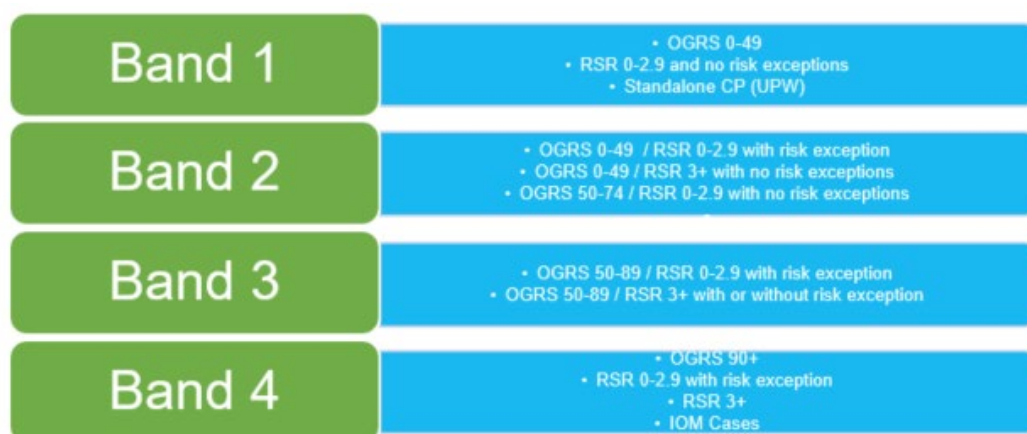 Band 1
• OGRS 0-49
• RSR 0-2.9 and no risk exceptions
• Standalone CP (UPW)
Band 2
• OGRS 0-49 / RSR 0-2.9 with risk exception
• OGRS 0-49 / RSR 3+ with no risk exceptions
• OGRS 50-74 / RSR 0-2.9 with no risk exceptions
Band 3
• OGRS 50-89 / RSR 0-2.9 with risk exception
• OGRS 50-89 / RSR 3+ with or without risk exception
Band 4
• OGRS 90+
• RSR 0-2.9 with risk exception
• RSR 3+
• IOM Cases